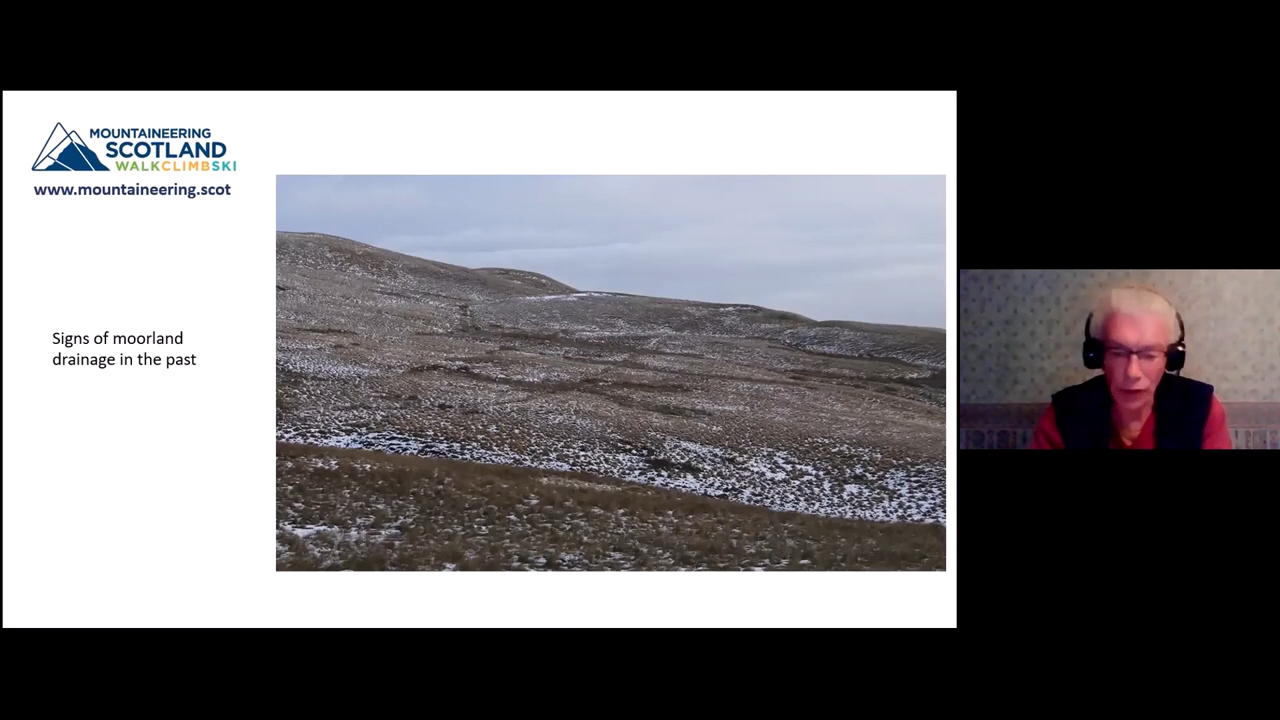 MOUNTAINEERING
SCOTLAND
WALKCLIMBSKI
www.mountaineering.scot
Signs of moorland
drainage in the past